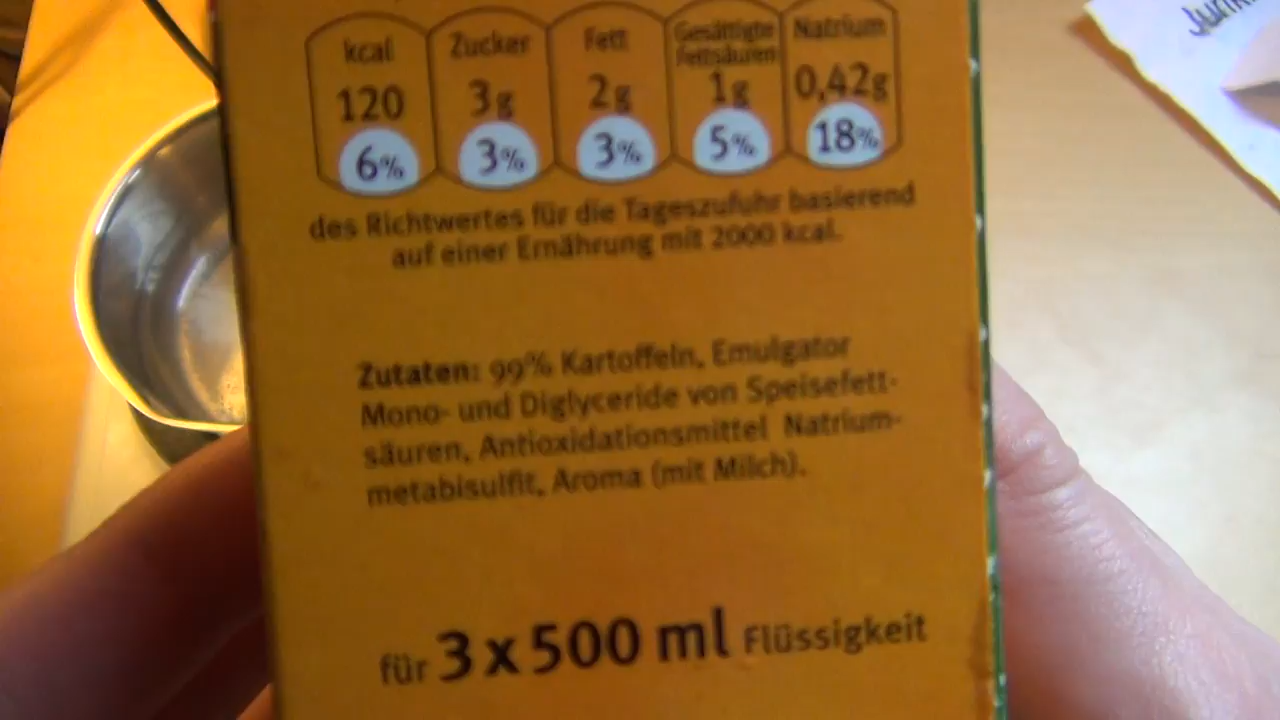 kcal Zucker Fett Gesättigte Fettsäuren Natrium
120 3g 2g 1g 0,42g
6% 3% 3% 5% 18%
des Richtwertes für die Tageszufuhr basierend
auf einer Ernährung mit 2000 kcal.
Zutaten: 99% Kartoffeln, Emulgator
Mono- und Diglyceride von Speisefett-
säuren, Antioxidationsmittel Natrium-
metabisulfit, Aroma (mit Milch).
für 3 x 500 ml Flüssigkeit